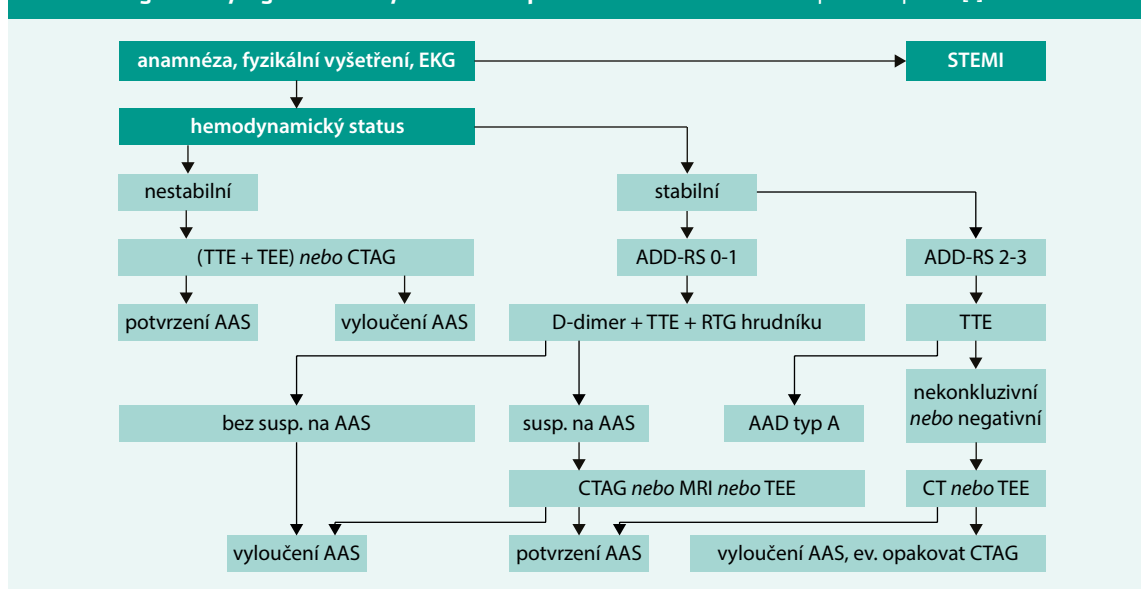 anamnéza, fyzikální vyšetření, EKG
STEMI
hemodynamický status
nestabilní
stabilní
(TTE + TEE) nebo CTAG
ADD-RS 0-1
ADD-RS 2-3
potvrzení AAS
vyloučení AAS
D-dimer + TTE + RTG hrudníku
TTE
bez susp. na AAS
susp. na AAS
AAD typ A
nekonkluzivní
nebo negativní
CTAG nebo MRI nebo TEE
CT nebo TEE
vyloučení AAS
potvrzení AAS
vyloučení AAS, ev. opakovat CTAG